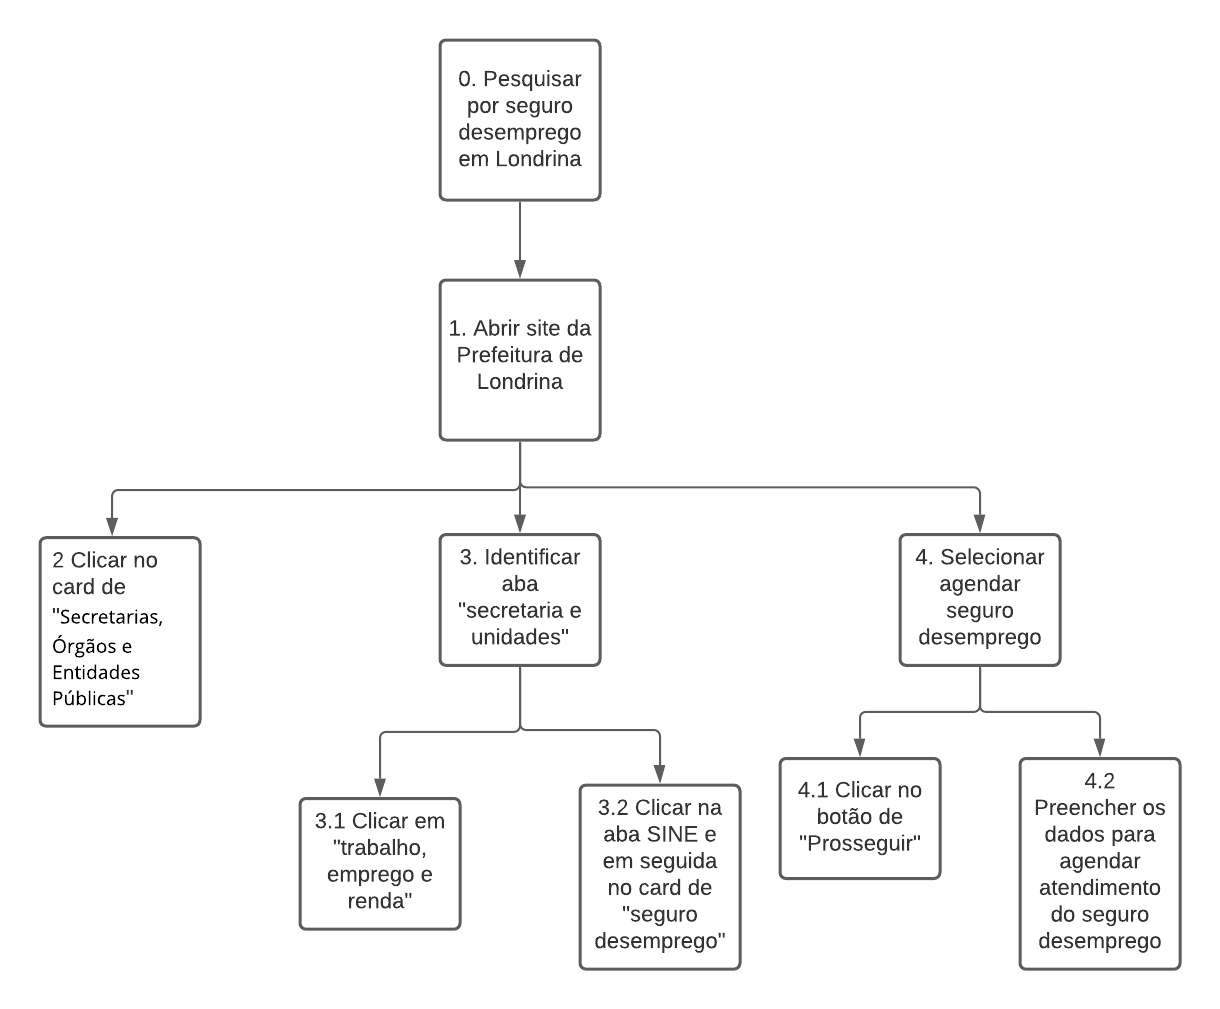 0. Pesquisar
por seguro
desemprego
em Londrina
1. Abrir site da
Prefeitura de
Londrina
2 Clicar no
card de
"Secretarias,
Órgãos e
Entidades
Públicas"
3. Identificar
aba
"secretaria e
unidades"
4. Selecionar
agendar
seguro
desemprego
3.1 Clicar em
"trabalho,
emprego e
renda"
3.2 Clicar na
aba SINE e
em seguida
no card de
"seguro
desemprego"
4.1 Clicar no
botão de
"Prosseguir"
4.2
Preencher os
dados para
agendar
atendimento
do seguro
desemprego